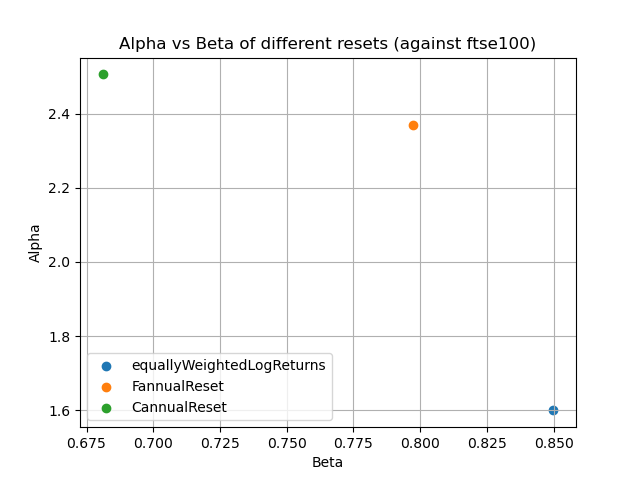 Alpha vs Beta of different resets (against ftse100)
Alpha
2.4
2.2
2.0
1.8
1.6
equallyWeightedLogReturns
FannualReset
CannualReset
0.675 0.700 0.725 0.750 0.775 0.800 0.825 0.850
Beta